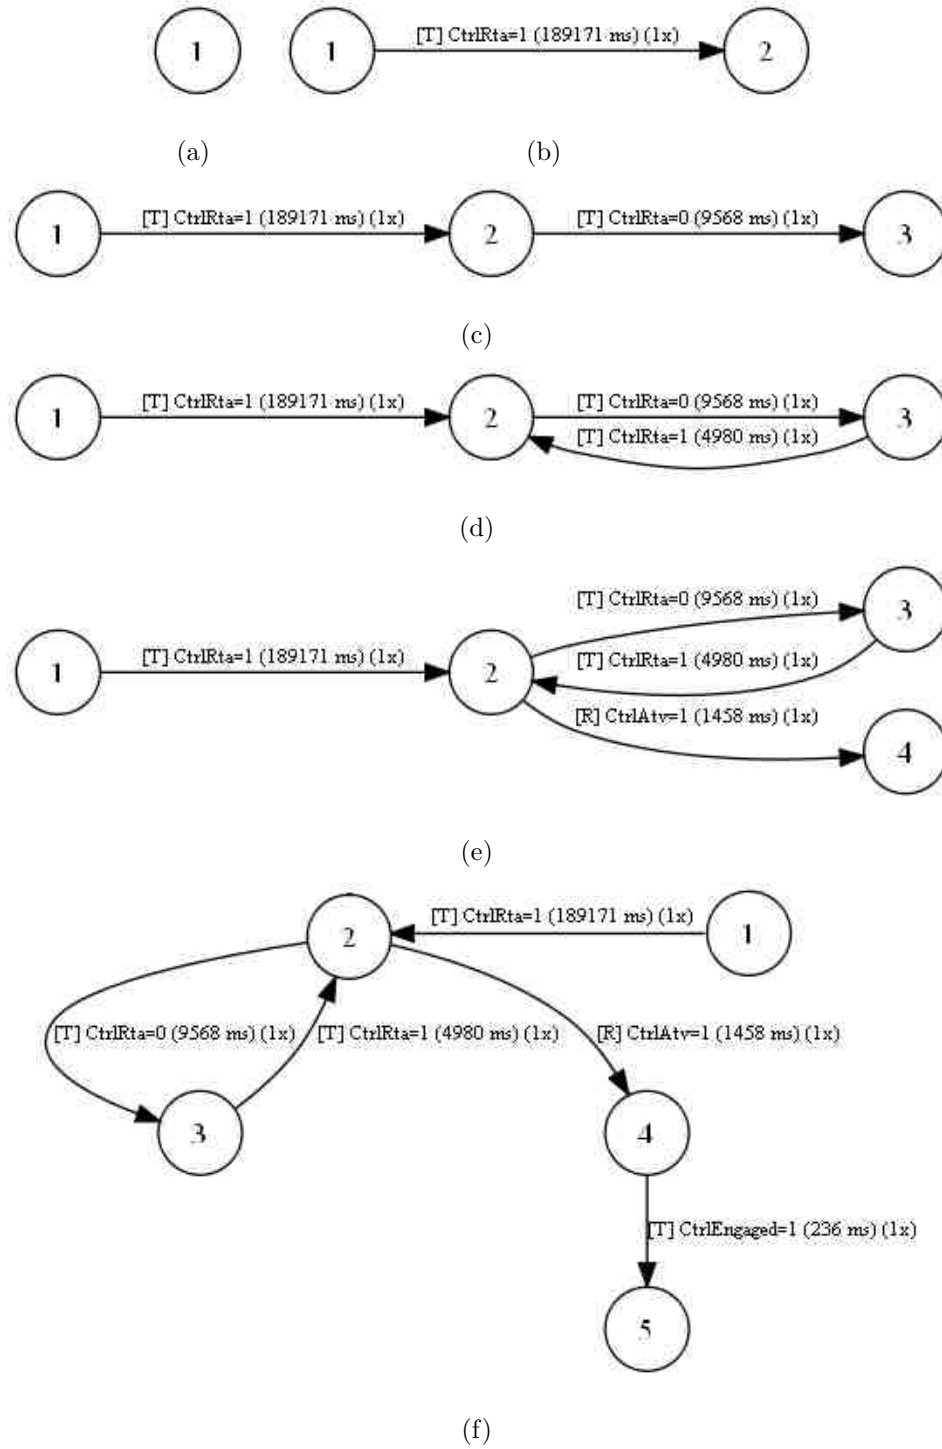 1
1
[T] CtrlRta=1 (189171 ms) (1x)
2
(a)
(b)
1
[T] CtrlRta=1 (189171 ms) (1x)
2
[T] CtrlRta=0 (9568 ms) (1x)
3
(c)
1
[T] CtrlRta=1 (189171 ms) (1x)
2
[T] CtrlRta=0 (9568 ms) (1x)
[T] CtrlRta=1 (4980 ms) (1x)
3
(d)
1
[T] CtrlRta=1 (189171 ms) (1x)
2
[T] CtrlRta=0 (9568 ms) (1x)
3
[T] CtrlRta=1 (4980 ms) (1x)
[R] CtrlAtv=1 (1458 ms) (1x)
4
(e)
2
[T] CtrlRta=1 (189171 ms) (1x)
1
[T] CtrlRta=0 (9568 ms) (1x)
[T] CtrlRta=1 (4980 ms) (1x)
[R] CtrlAtv=1 (1458 ms) (1x)
3
4
[T] CtrlEngaged=1 (236 ms) (1x)
5
(f)